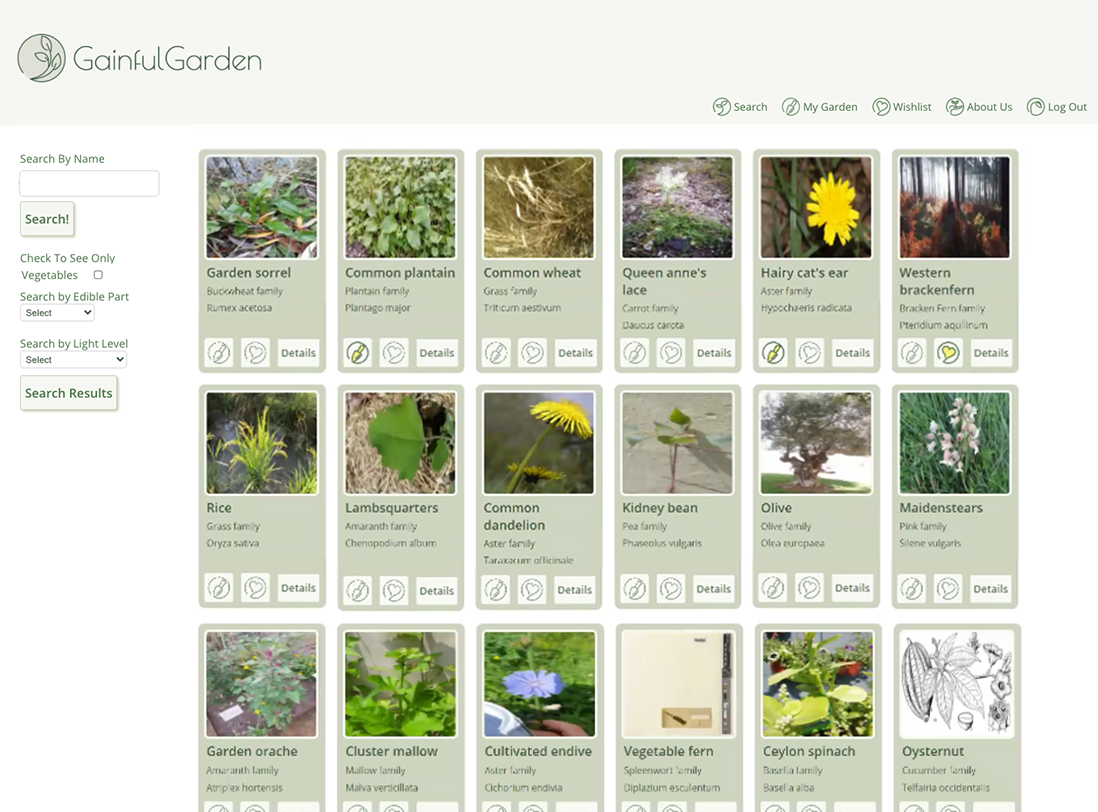 GainfulGarden
Search My Garden Wishlist About Us Log Out
Search By Name
Search!
Check To See Only
Vegetables
Search by Edible Part
Select
Search by Light Level
Select
Search Results
Garden sorrel
Buckwheat family
Rumex acetosa
Details
Common plantain
Plantain family
Plantago major
Details
Common wheat
Grass family
Triticum aestivum
Details
Queen anne's
lace
Carrot family
Daucus carota
Details
Hairy cat's ear
Aster family
Hypochaeris radicata
Details
Western
brackenfern
Bracken Fern family
Pteridium aquilinum
Details
Rice
Grass family
Oryza sativa
Details
Lambsquarters
Amaranth family
Chenopodium album
Details
Common
dandelion
Aster family
Taraxacum officinale
Details
Kidney bean
Pea family
Phaseolus vulgaris
Details
Olive
Olive family
Olea europaea
Details
Maidenstears
Pink family
Silene vulgaris
Details
Garden orache
Amaranth family
Atriplex hortensis
Cluster mallow
Mallow family
Malva verticillata
Cultivated endive
Aster family
Cichorium endivia
Vegetable fern
Spleenwort family
Diplazium esculentum
Ceylon spinach
Basella family
Basella alba
Oysternut
Cucumber family
Telfairia occidentalis